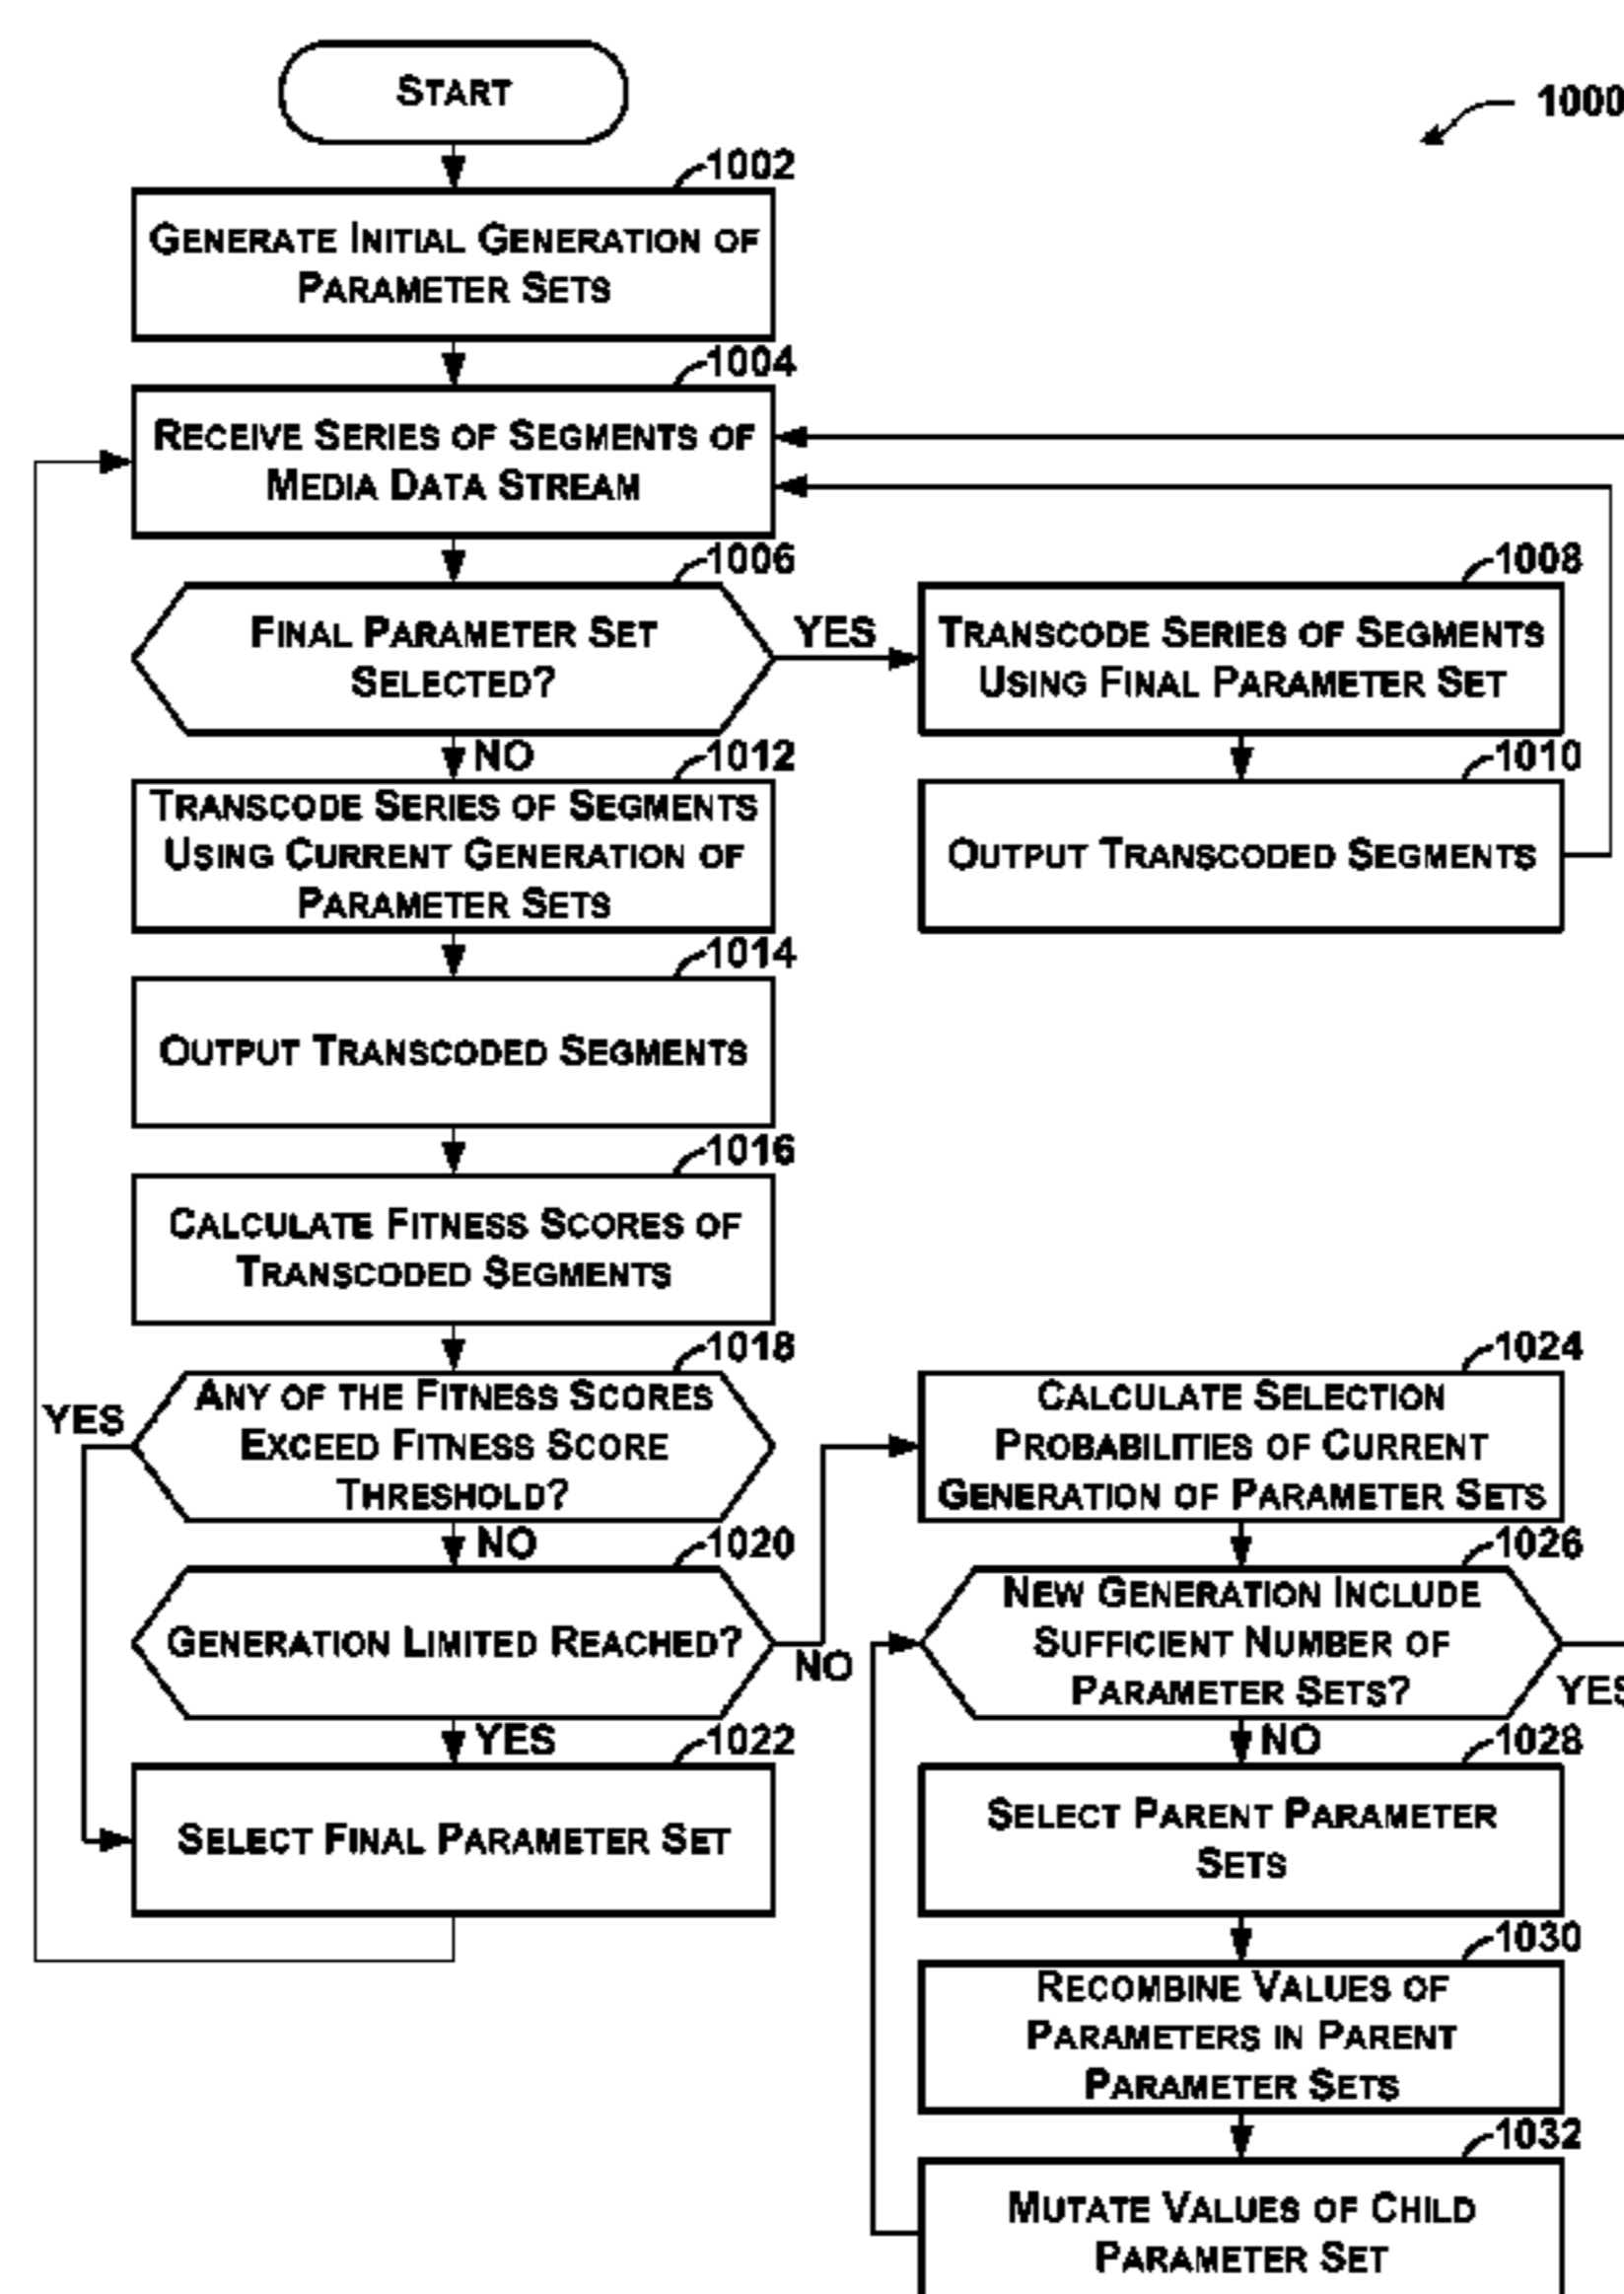 START
1000
1002
GENERATE INITIAL GENERATION OF
PARAMETER SETS
1004
RECEIVE SERIES OF SEGMENTS OF
MEDIA DATA STREAM
1006
FINAL PARAMETER SET
SELECTED?
YES
1008
TRANSCODE SERIES OF SEGMENTS
USING FINAL PARAMETER SET
NO
1012
TRANSCODE SERIES OF SEGMENTS
USING CURRENT GENERATION OF
PARAMETER SETS
1010
OUTPUT TRANSCODED SEGMENTS
1014
OUTPUT TRANSCODED SEGMENTS
1016
CALCULATE FITNESS SCORES OF
TRANSCODED SEGMENTS
1018
YES
ANY OF THE FITNESS SCORES
EXCEED FITNESS SCORE
THRESHOLD?
NO
1020
GENERATION LIMITED REACHED?
NO
YES
1022
SELECT FINAL PARAMETER SET
1024
CALCULATE SELECTION
PROBABILITIES OF CURRENT
GENERATION OF PARAMETER SETS
1026
NEW GENERATION INCLUDE
SUFFICIENT NUMBER OF
PARAMETER SETS?
YES
NO
1028
SELECT PARENT PARAMETER
SETS
1030
RECOMBINE VALUES OF
PARAMETERS IN PARENT
PARAMETER SETS
1032
MUTATE VALUES OF CHILD
PARAMETER SET